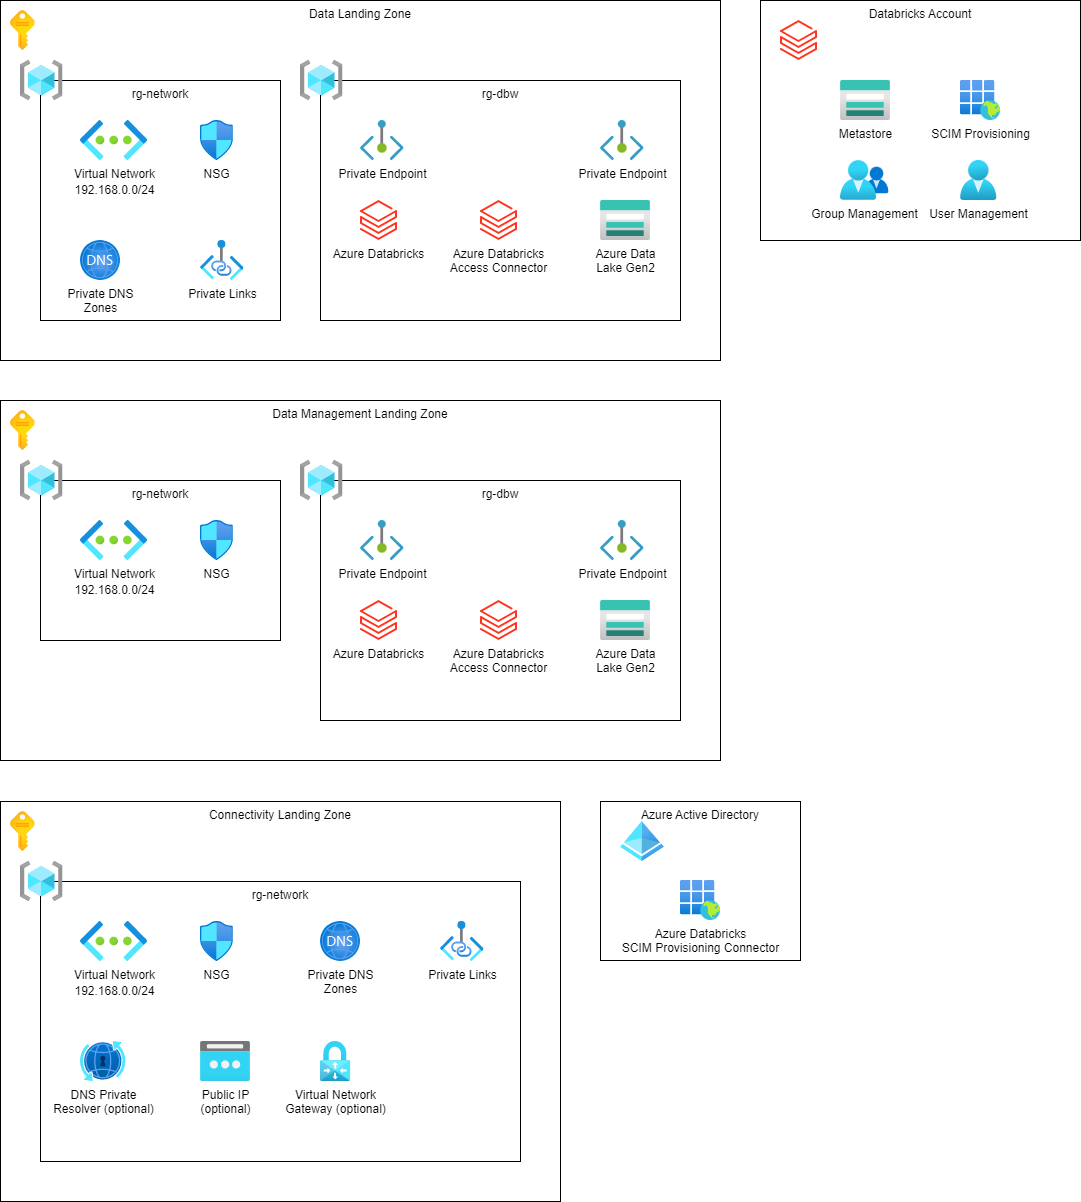 Data Landing Zone
rg-network
Virtual Network
192.168.0.0/24
NSG
DNS
Private DNS
Zones
Private Links
rg-dbw
Private Endpoint
Private Endpoint
Azure Databricks
Azure Databricks
Access Connector
Azure Data
Lake Gen2
Databricks Account
Metastore
SCIM Provisioning
Group Management
User Management
Data Management Landing Zone
rg-network
Virtual Network
192.168.0.0/24
NSG
rg-dbw
Private Endpoint
Private Endpoint
Azure Databricks
Azure Databricks
Access Connector
Azure Data
Lake Gen2
Connectivity Landing Zone
rg-network
Virtual Network
192.168.0.0/24
NSG
DNS
Private DNS
Zones
Private Links
DNS Private
Resolver (optional)
Public IP
(optional)
Virtual Network
Gateway (optional)
Azure Active Directory
Azure Databricks
SCIM Provisioning Connector